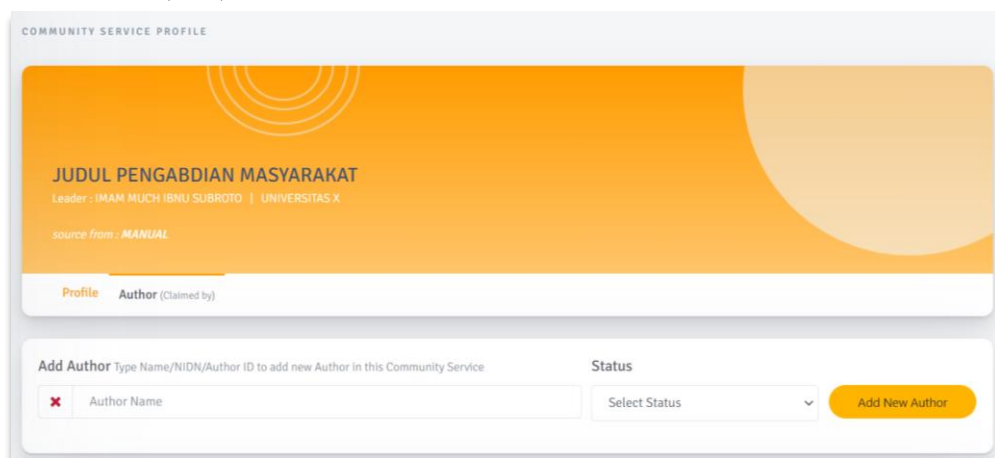 COMMUNITY SERVICE PROFILE
JUDUL PENGABDIAN MASYARAKAT
Leader : IMAM MUCH IBNU SUBROTO | UNIVERSITAS X
source from : MANUAL
Profile Author (Claimed by)
Add Author Type Name/NIDN/Author ID to add new Author in this Community Service Status
Author Name Select Status Add New Author